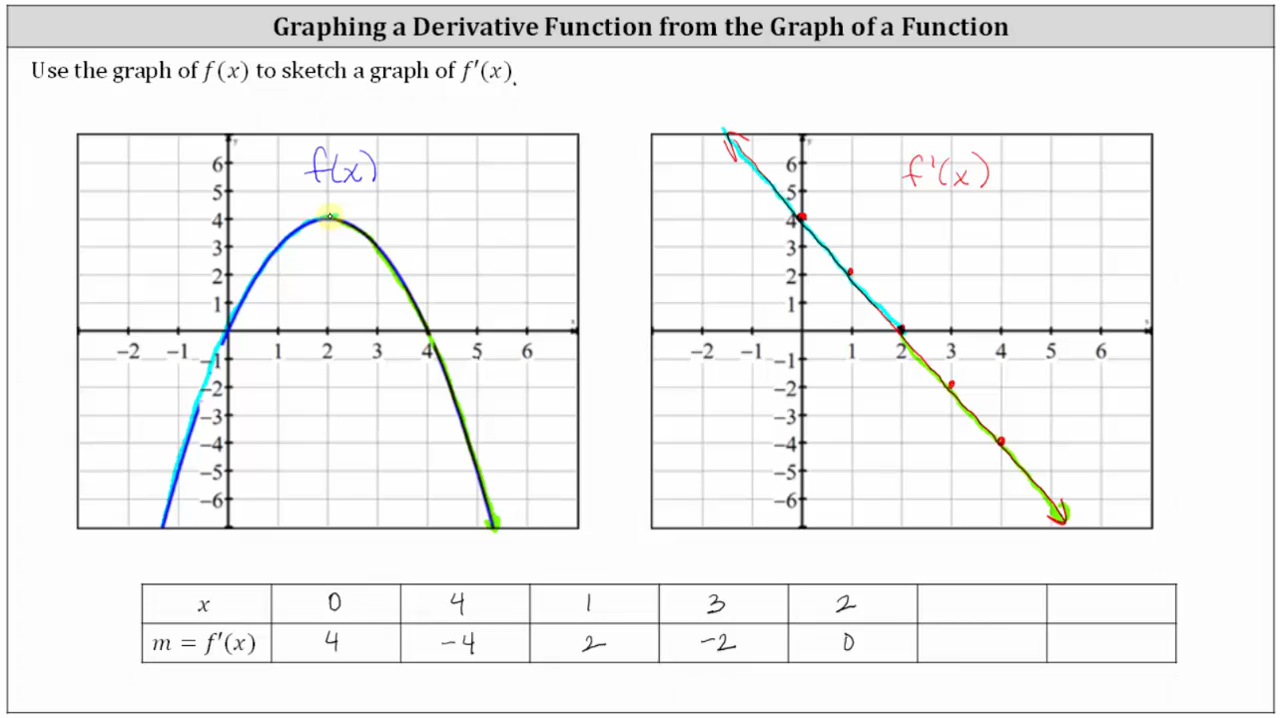 Graphing a Derivative Function from the Graph of a Function
Use the graph of f(x) to sketch a graph of f′(x).
y
6
f(x)
5
4
3
2
1
x
−2 −1 1 2 3 4 5 6
−1
−2
−3
−4
−5
−6
y
6
f'(x)
5
4
3
2
1
x
−2 −1 1 2 3 4 5 6
−1
−2
−3
−4
−5
−6
x 0 4 1 3 2
m = f′(x) 4 −4 2 −2 0